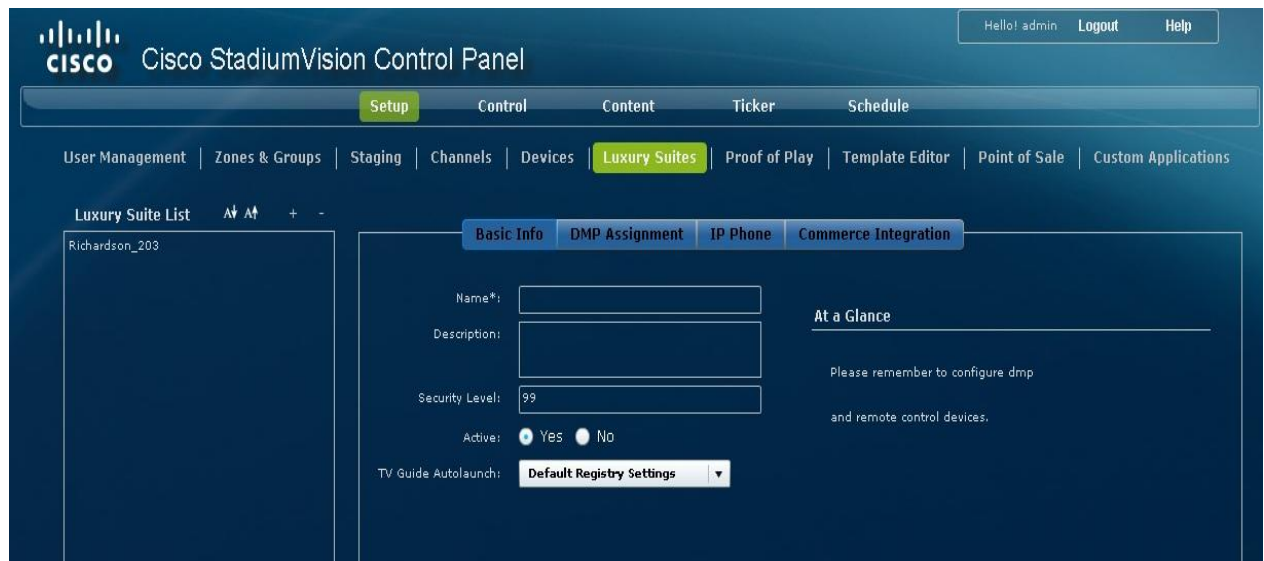 Hello! admin Logout Help
CISCO Cisco StadiumVision Control Panel
Setup Control Content Ticker Schedule
User Management | Zones & Groups | Staging | Channels | Devices | Luxury Suites | Proof of Play | Template Editor | Point of Sale | Custom Applications
Luxury Suite List A A + -
Richardson_203
Basic Info DMP Assignment IP Phone Commerce Integration
Name*:
Description:
Security Level: 99
Active: Yes No
TV Guide Autolaunch: Default Registry Settings
At a Glance
Please remember to configure dmp
and remote control devices.